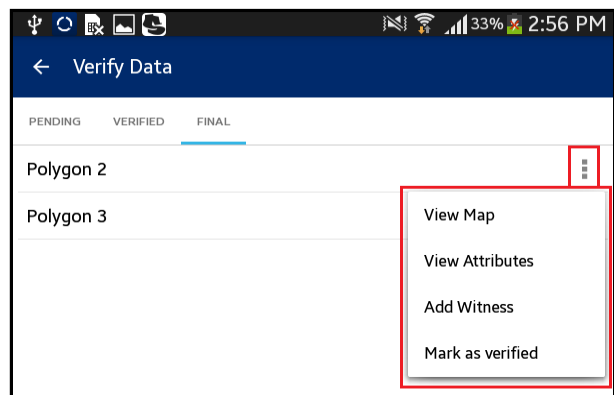 33% 2:56 PM
Verify Data
PENDING VERIFIED FINAL
Polygon 2
Polygon 3
View Map
View Attributes
Add Witness
Mark as verified